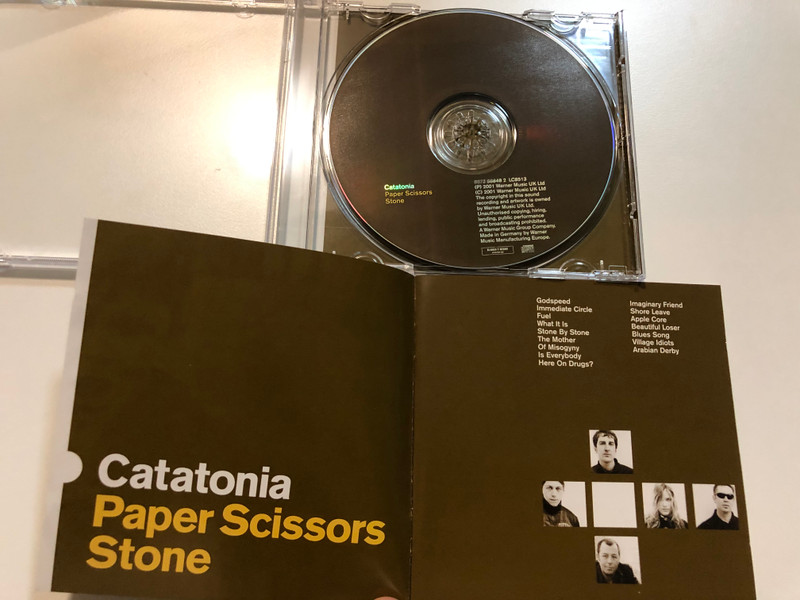 Catatonia
Paper Scissors
Stone
LC8513
(P) 2001 Warner Music UK Ltd
(C) 2001 Warner Music UK Ltd
The copyright in this sound
recording and artwork is owned
by Warner Music UK Ltd.
Unauthorised copying, hiring,
lending, public performance
and broadcasting prohibited.
A Warner Music Group Company.
Made in Germany by Warner
Music Manufacturing Europe.
Catatonia
Paper Scissors
Stone
Godspeed
Immediate Circle
Fuel
What It Is
Stone By Stone
The Mother
Of Misogyny
Is Everybody
Here On Drugs?
Imaginary Friend
Shore Leave
Apple Core
Beautiful Loser
Blues Song
Village Idiots
Arabian Derby